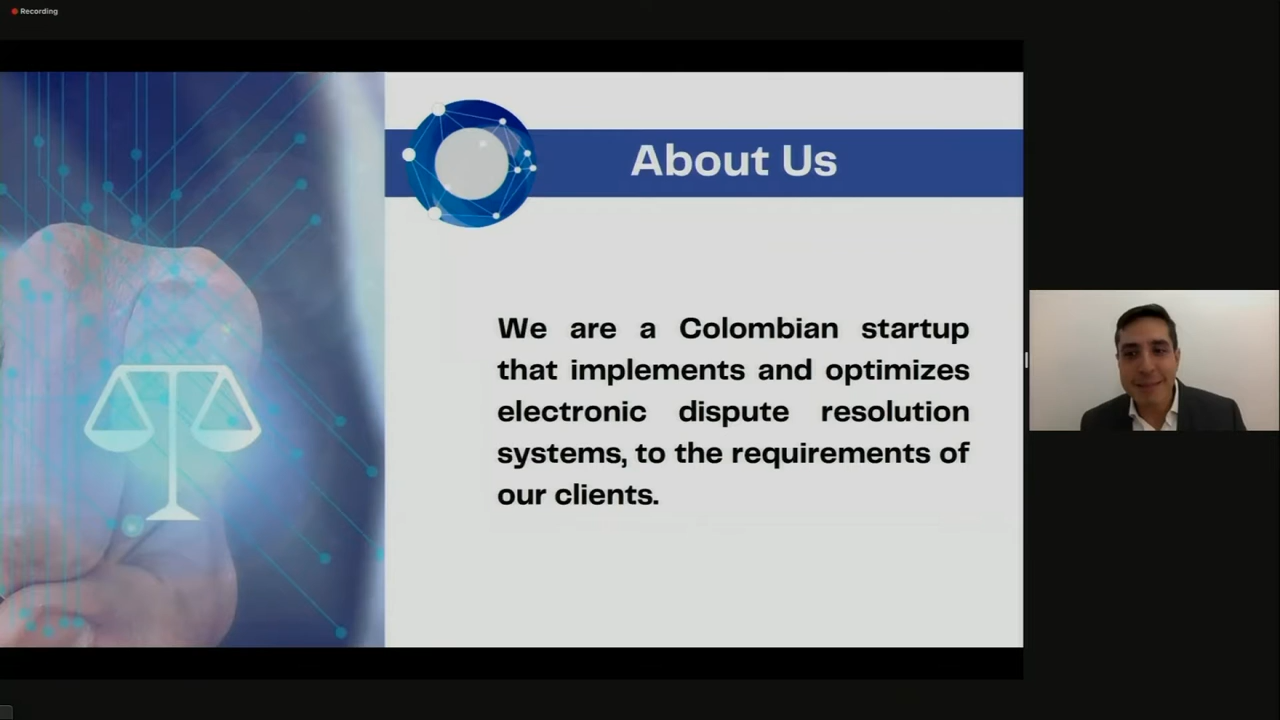 Recording
About Us
We are a Colombian startup
that implements and optimizes
electronic dispute resolution
systems, to the requirements of
our clients.